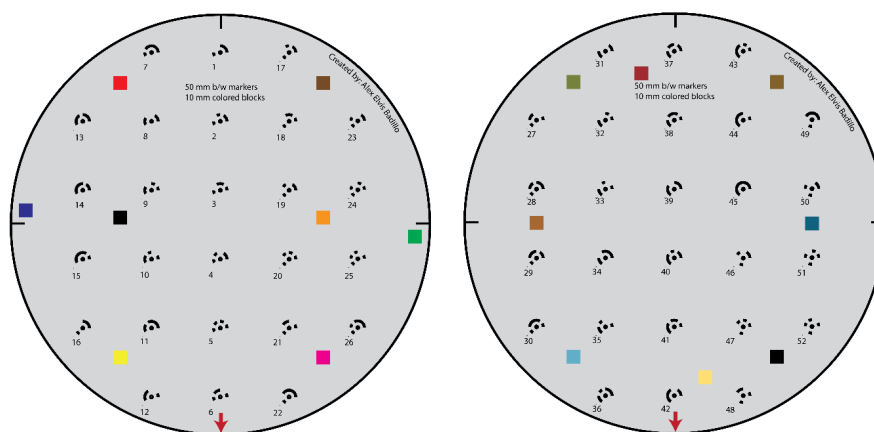 7 1 17
Created by: Alex Elvis Badillo
50 mm b/w markers
10 mm colored blocks
13 8 2 18 23
14 9 3 19 24
15 10 4 20 25
16 11 5 21 26
12 6 22
31 37 43
Created by: Alex Elvis Badillo
50 mm b/w markers
10 mm colored blocks
27 32 38 44 49
28 33 39 45 50
29 34 40 46 51
30 35 41 47 52
36 42 48